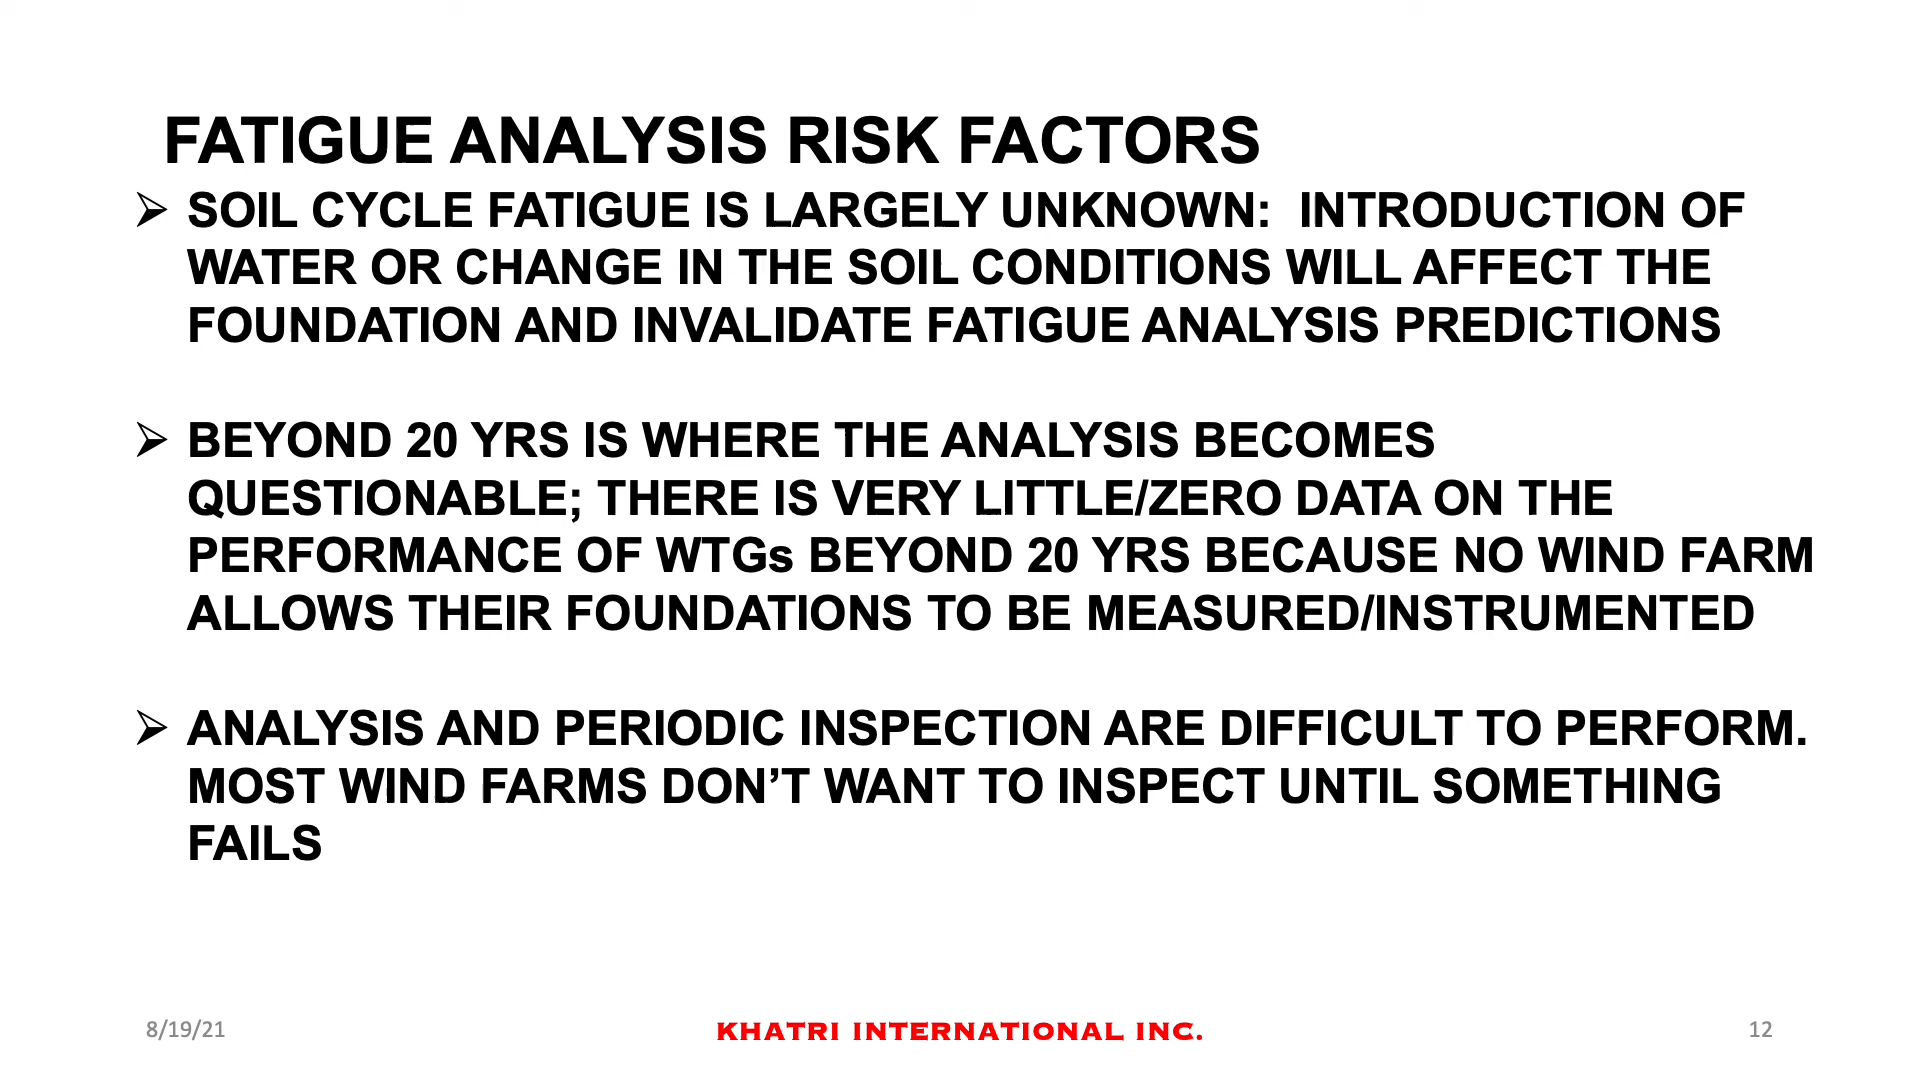 FATIGUE ANALYSIS RISK FACTORS
➢ SOIL CYCLE FATIGUE IS LARGELY UNKNOWN:  INTRODUCTION OF
WATER OR CHANGE IN THE SOIL CONDITIONS WILL AFFECT THE
FOUNDATION AND INVALIDATE FATIGUE ANALYSIS PREDICTIONS
➢ BEYOND 20 YRS IS WHERE THE ANALYSIS BECOMES
QUESTIONABLE; THERE IS VERY LITTLE/ZERO DATA ON THE
PERFORMANCE OF WTGs BEYOND 20 YRS BECAUSE NO WIND FARM
ALLOWS THEIR FOUNDATIONS TO BE MEASURED/INSTRUMENTED
➢ ANALYSIS AND PERIODIC INSPECTION ARE DIFFICULT TO PERFORM.
MOST WIND FARMS DON’T WANT TO INSPECT UNTIL SOMETHING
FAILS
8/19/21
KHATRI INTERNATIONAL INC.
12